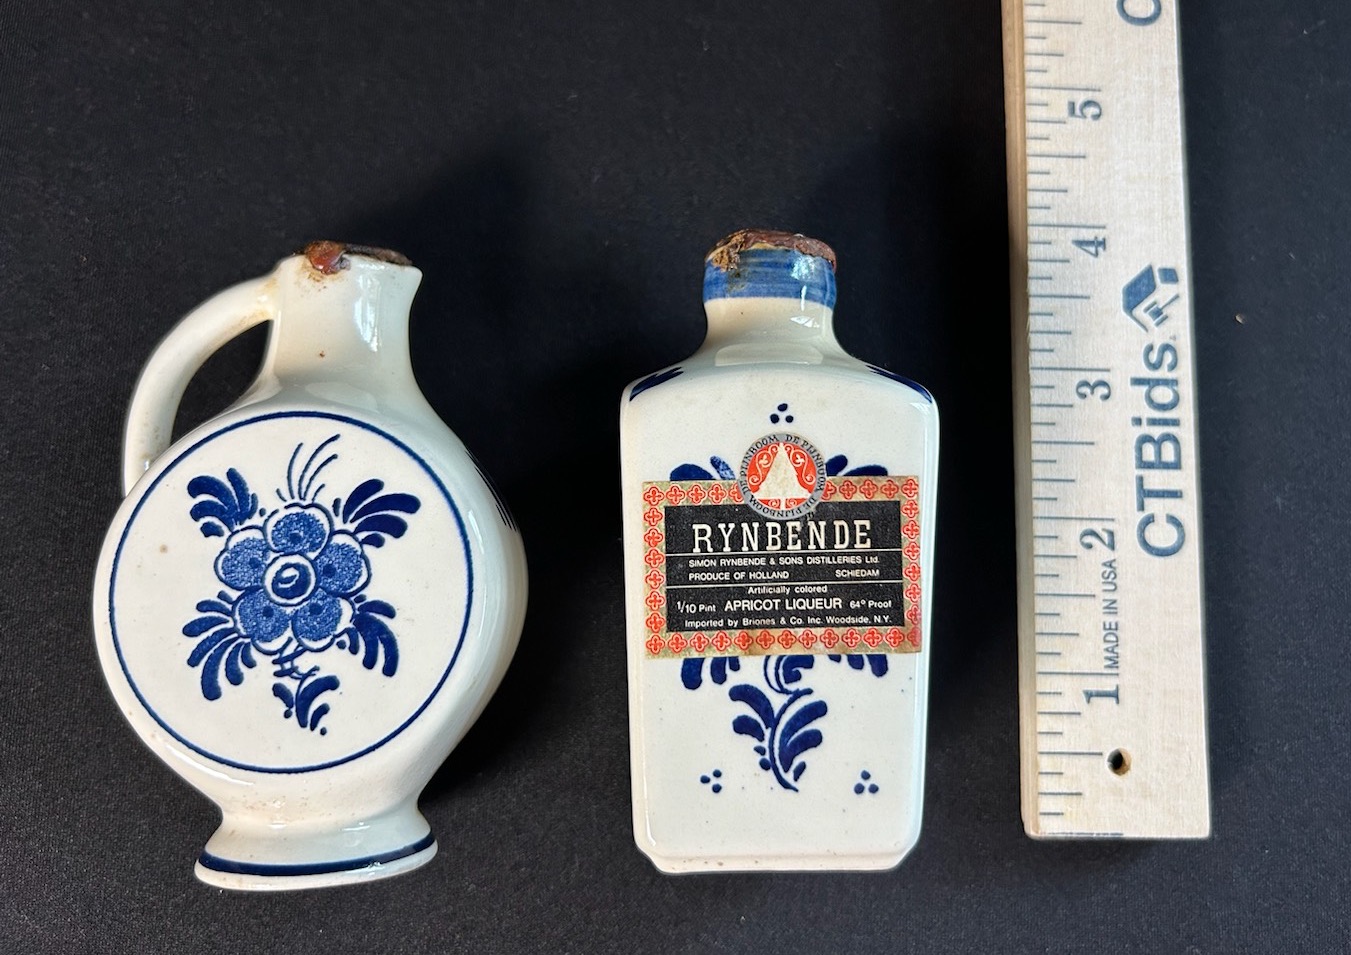 DE PIJNBOOM DE PIJNBOOM DE PIJNBOOM
RYNBENDE
SIMON RYNBENDE & SONS DISTILLERIES Ltd.
PRODUCE OF HOLLAND SCHIEDAM
Artificially colored
1/10 Pint APRICOT LIQUEUR 64° Proof
Imported by Briones & Co. Inc. Woodside, N.Y.
5
4
3
2
1
MADE IN USA
CTBids.
C